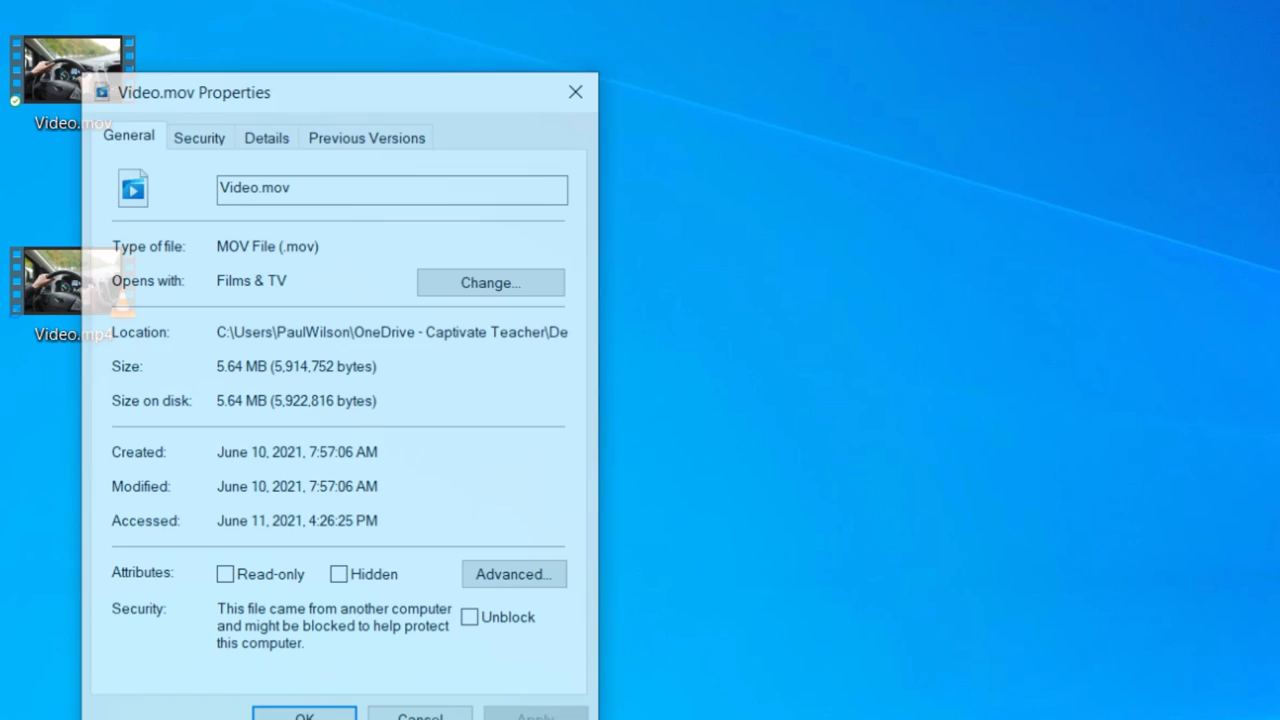 Video.mov
Video.mp4
Video.mov Properties
General Security Details Previous Versions
Video.mov
Type of file: MOV File (.mov)
Opens with: Films & TV Change...
Location: C:\Users\PaulWilson\OneDrive - Captivate Teacher\De
Size: 5.64 MB (5,914,752 bytes)
Size on disk: 5.64 MB (5,922,816 bytes)
Created: June 10, 2021, 7:57:06 AM
Modified: June 10, 2021, 7:57:06 AM
Accessed: June 11, 2021, 4:26:25 PM
Attributes: Read-only Hidden Advanced...
Security: This file came from another computer
and might be blocked to help protect
this computer.
Unblock
OK Cancel Apply